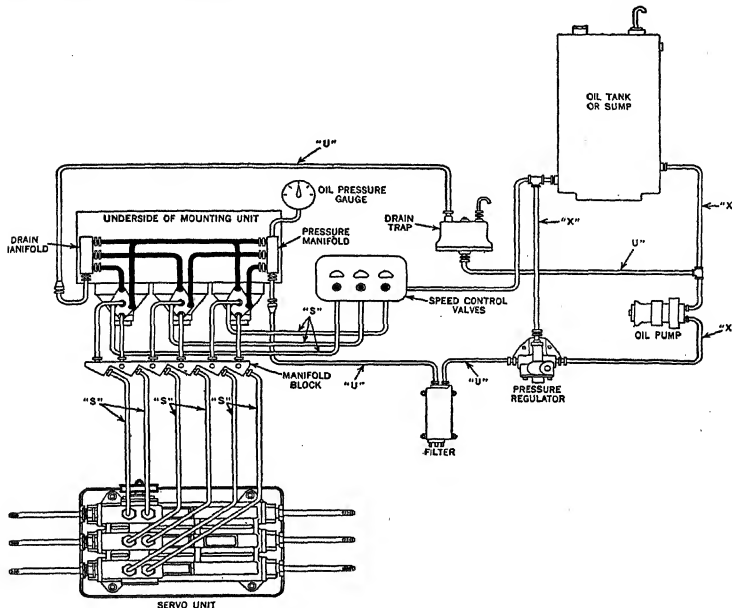 OIL TANK
OR SUMP
"U"
OIL PRESSURE
GAUGE
UNDERSIDE OF MOUNTING UNIT
DRAIN
IANIFOLD
PRESSURE
MANIFOLD
DRAIN
TRAP
"X"
"X
U"
SPEED CONTROL
VALVES
"S"
OIL PUMP
"X
MANIFOLD
BLOCK
"U"
"U"
PRESSURE
REGULATOR
FILTER
"S"
"S"
"S"
SERVO UNIT